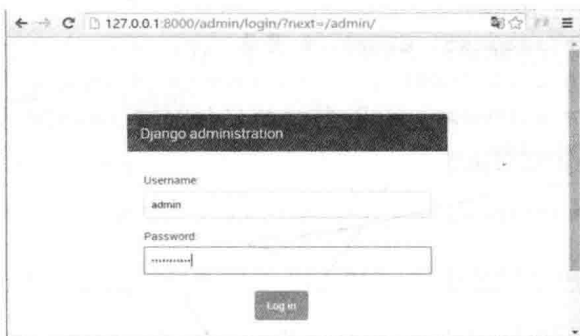 127.0.0.1:8000/admin/login/?next=/admin/
Django administration
Username:
admin
Password:
Log in